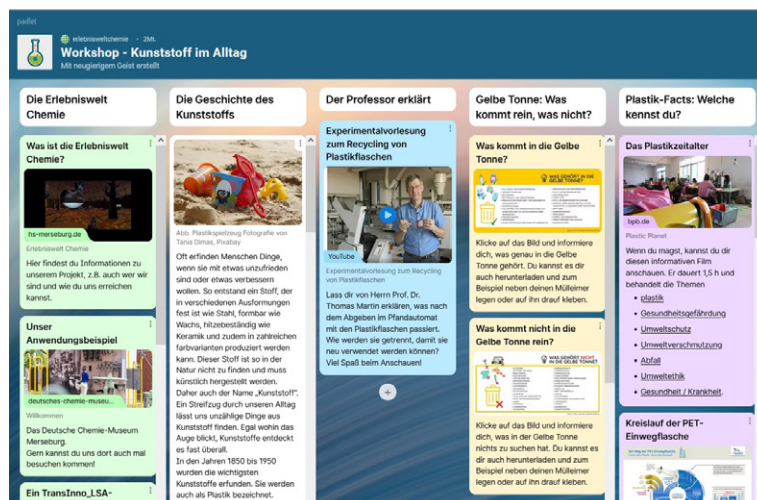 padlet
erlebnisweltchemie • 2Mt.
Workshop - Kunststoff im Alltag
Mit neugierigem Geist erstellt
Die Erlebniswelt
Chemie
Was ist die Erlebniswelt
Chemie?
hs-merseburg.de
Erlebniswelt Chemie
Hier findest du Informationen zu
unserem Projekt, z.B. auch wer wir
sind und wie du uns erreichen
kannst.
Unser
Anwendungsbeispiel
deutsches-chemie-museu...
Willkommen
Das Deutsche Chemie-Museum
Merseburg.
Gern kannst du uns dort auch mal
besuchen kommen!
Ein TransInno_LSA-
Die Geschichte des
Kunststoffs
Abb. Plastikspielzeug Fotografie von
Tania Dimas, Pixabay
Oft erfinden Menschen Dinge,
wenn sie mit etwas unzufrieden
sind oder etwas verbessern
wollen. So entstand ein Stoff, der
in verschiedenen Ausformungen
fest ist wie Stahl, formbar wie
Wachs, hitzebeständig wie
Keramik und zudem in zahlreichen
farbvarianten produziert werden
kann. Dieser Stoff ist so in der
Natur nicht zu finden und muss
künstlich hergestellt werden.
Daher auch der Name „Kunststoff".
Ein Streifzug durch unseren Alltag
lässt uns unzählige Dinge aus
Kunststoff finden. Egal wohin das
Auge blickt, Kunststoffe entdeckt
es fast überall.
In den Jahren 1850 bis 1950
wurden die wichtigsten
Kunststoffe erfunden. Sie werden
auch als Plastik bezeichnet.
Der Professor erklärt
Experimentalvorlesung
zum Recycling von
Plastikflaschen
YouTube
Experimentalvorlesung zum Recycling
von Plastikflaschen
Lass dir von Herrn Prof. Dr.
Thomas Martin erklären, was nach
dem Abgeben im Pfandautomat
mit den Plastikflaschen passiert.
Wie werden sie getrennt, damit sie
neu verwendet werden können?
Viel Spaß beim Anschauen!
Gelbe Tonne: Was
kommt rein, was nicht?
Was kommt in die Gelbe
Tonne?
WAS GEHÖRT IN DIE
GELBE TONNE?
Klicke auf das Bild und informiere
dich, was genau in die Gelbe
Tonne gehört. Du kannst es dir
auch herunterladen und zum
Beispiel neben deinen Mülleimer
legen oder auf ihn drauf kleben.
Was kommt nicht in die
Gelbe Tonne rein?
WAS GEHÖRT NICHT
IN DIE GELBE TONNE?
Klicke auf das Bild und informiere
dich, was in der Gelbe Tonne
nichts zu suchen hat. Du kannst es
dir auch herunterladen und zum
Beispiel neben deinen Mülleimer
legen oder auf ihn drauf kleben.
Plastik-Facts: Welche
kennst du?
Das Plastikzeitalter
bpb.de
Plastic Planet
Wenn du magst, kannst du dir
diesen informativen Film
anschauen. Er dauert 1,5 h und
behandelt die Themen
• plastik
• Gesundheitsgefährdung
• Umweltschutz
• Umweltverschmutzung
• Abfall
• Umweltethik
• Gesundheit / Krankheit.
Kreislauf der PET-
Einwegflasche